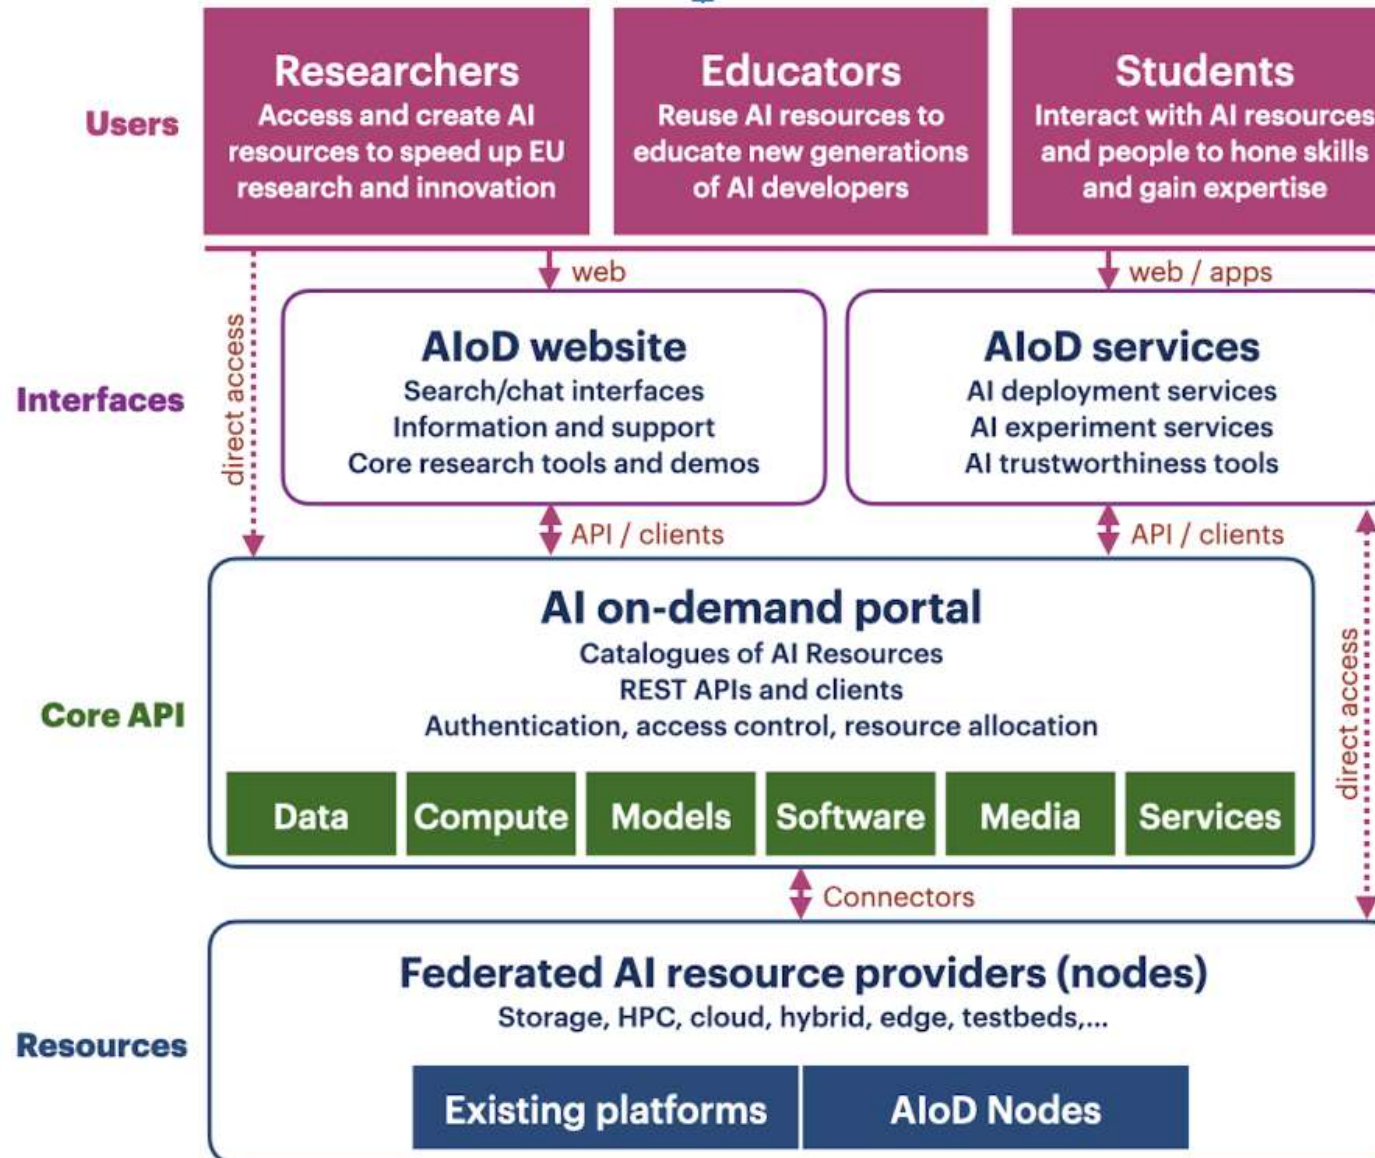 Users
Researchers
Access and create AI
resources to speed up EU
research and innovation
Educators
Reuse AI resources to
educate new generations
of AI developers
Students
Interact with AI resources
and people to hone skills
and gain expertise
direct access
web
web / apps
Interfaces
AIoD website
Search/chat interfaces
Information and support
Core research tools and demos
AIoD services
AI deployment services
AI experiment services
AI trustworthiness tools
API / clients
API / clients
Core API
AI on-demand portal
Catalogues of AI Resources
REST APIs and clients
Authentication, access control, resource allocation
Data
Compute
Models
Software
Media
Services
direct access
Connectors
Resources
Federated AI resource providers (nodes)
Storage, HPC, cloud, hybrid, edge, testbeds,...
Existing platforms
AIoD Nodes